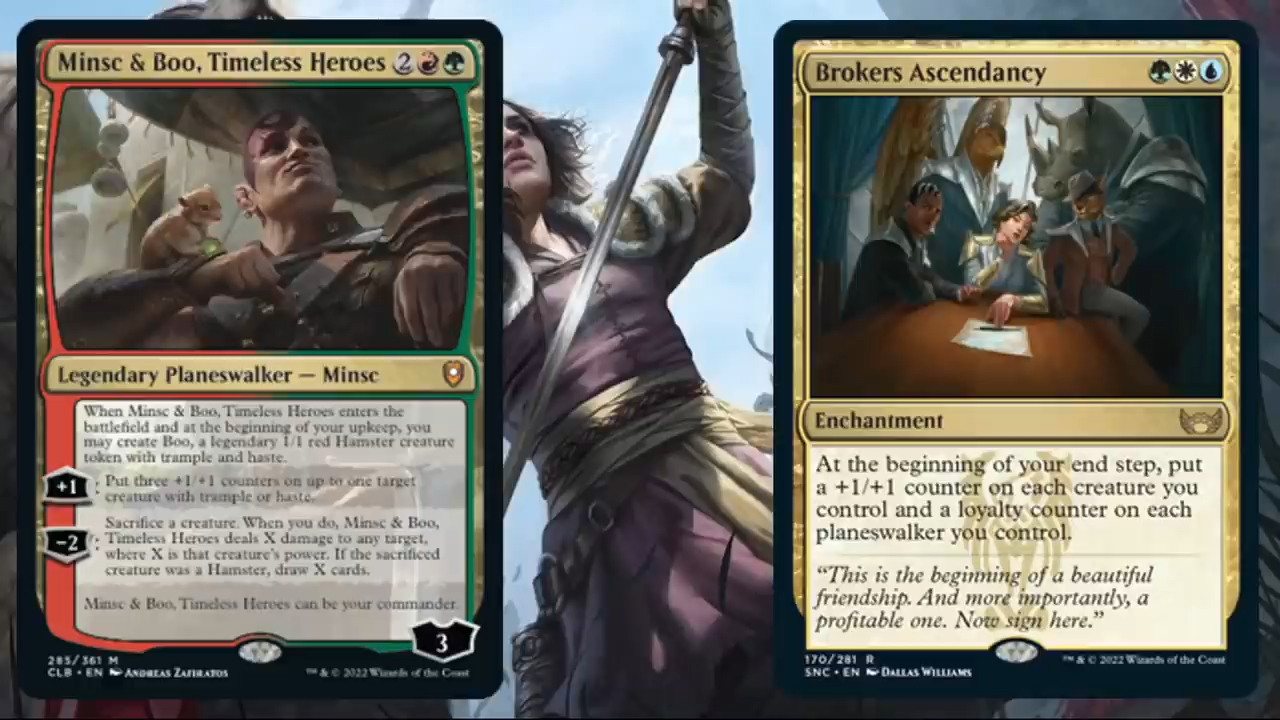 Minsc & Boo, Timeless Heroes 2
Legendary Planeswalker — Minsc
When Minsc & Boo, Timeless Heroes enters the
battlefield and at the beginning of your upkeep, you
may create Boo, a legendary 1/1 red Hamster creature
token with trample and haste.
+1 : Put three +1/+1 counters on up to one target
creature with trample or haste.
Sacrifice a creature. When you do, Minsc & Boo,
−2 : Timeless Heroes deals X damage to any target,
where X is that creature's power. If the sacrificed
creature was a Hamster, draw X cards.
Minsc & Boo, Timeless Heroes can be your commander.
3
285/361 M
CLB • EN ANDREAS ZAFIRATOS
™ & © 2022 Wizards of the Coast
Brokers Ascendancy
Enchantment
At the beginning of your end step, put
a +1/+1 counter on each creature you
control and a loyalty counter on each
planeswalker you control.
“This is the beginning of a beautiful
friendship. And more importantly, a
profitable one. Now sign here.”
170/281 R
SNC • EN DALLAS WILLIAMS
™ & © 2022 Wizards of the Coast